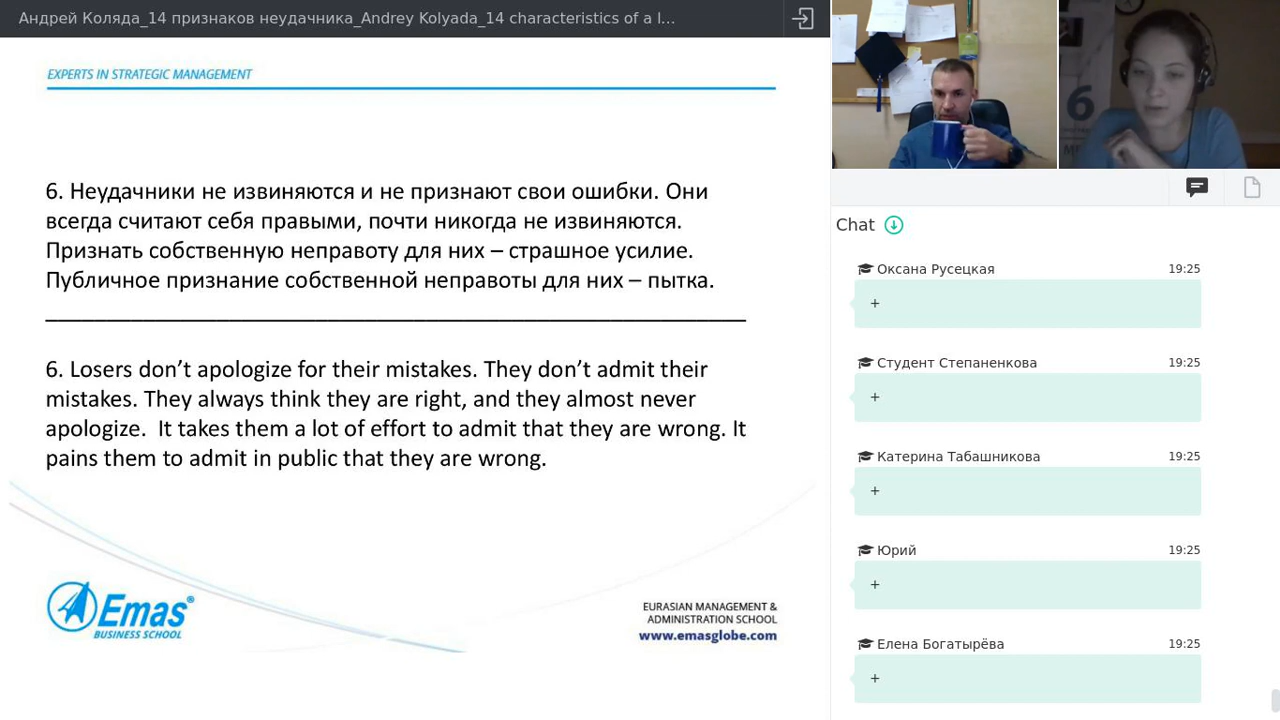 Андрей Коляда_14 признаков неудачника_Andrey Kolyada_14 characteristics of a l...
EXPERTS IN STRATEGIC MANAGEMENT
6. Неудачники не извиняются и не признают свои ошибки. Они
всегда считают себя правыми, почти никогда не извиняются.
Признать собственную неправоту для них – страшное усилие.
Публичное признание собственной неправоты для них – пытка.
6. Losers don’t apologize for their mistakes. They don’t admit their
mistakes. They always think they are right, and they almost never
apologize. It takes them a lot of effort to admit that they are wrong. It
pains them to admit in public that they are wrong.
Emas®
BUSINESS SCHOOL
EURASIAN MANAGEMENT &
ADMINISTRATION SCHOOL
www.emasglobe.com
6
Chat
Оксана Русецкая 19:25
+
Студент Степаненкова 19:25
+
Катерина Табашникова 19:25
+
Юрий 19:25
+
Елена Богатырёва 19:25
+